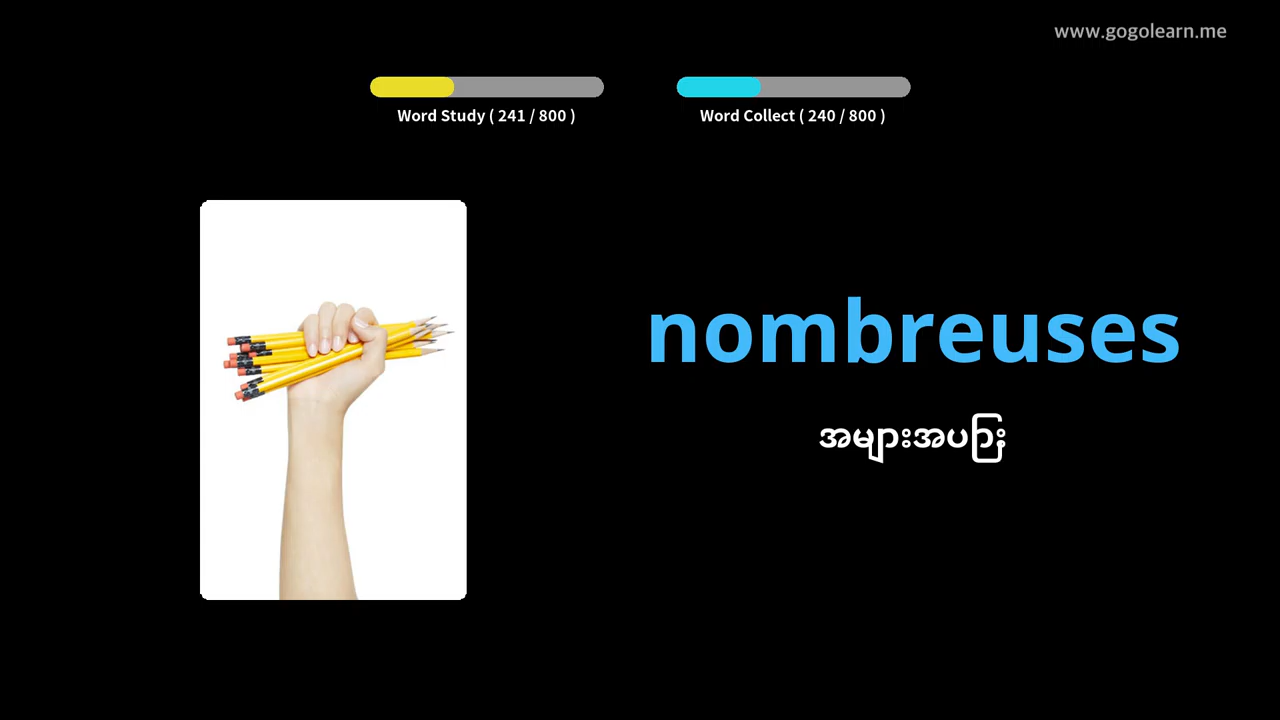 www.gogolearn.me
Word Study ( 241 / 800 )
Word Collect ( 240 / 800 )
nombreuses
အများအပြား